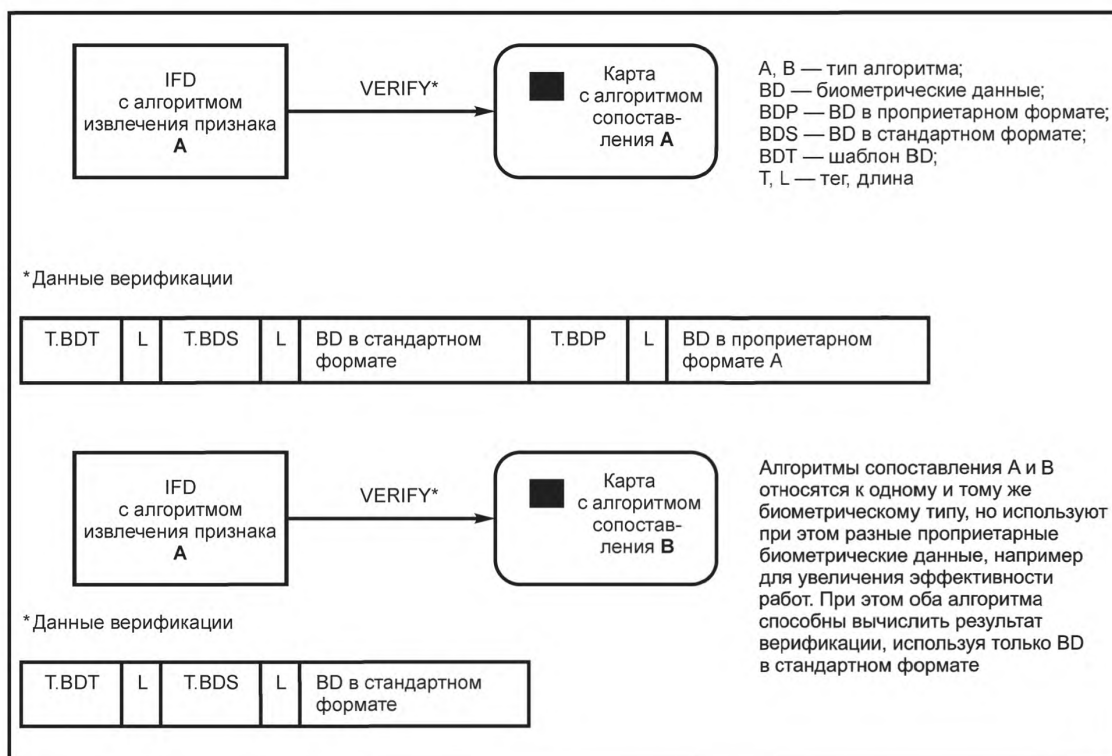 IFD
с алгоритмом
извлечения признака
А
VERIFY*
Карта
с алгоритмом
сопостав-
ления А
А, В — тип алгоритма;
BD — биометрические данные;
BDP — BD в проприетарном формате;
BDS — BD в стандартном формате;
BDT — шаблон BD;
T, L — тег, длина
*Данные верификации
T.BDT L T.BDS L BD в стандартном T.BDP L BD в проприетарном
формате формате А
IFD
с алгоритмом
извлечения признака
А
VERIFY*
Карта
с алгоритмом
сопостав-
ления В
Алгоритмы сопоставления А и В
относятся к одному и тому же
биометрическому типу, но используют
при этом разные проприетарные
биометрические данные, например
для увеличения эффективности
работ. При этом оба алгоритма
способны вычислить результат
верификации, используя только BD
в стандартном формате
*Данные верификации
T.BDT L T.BDS L BD в стандартном
формате